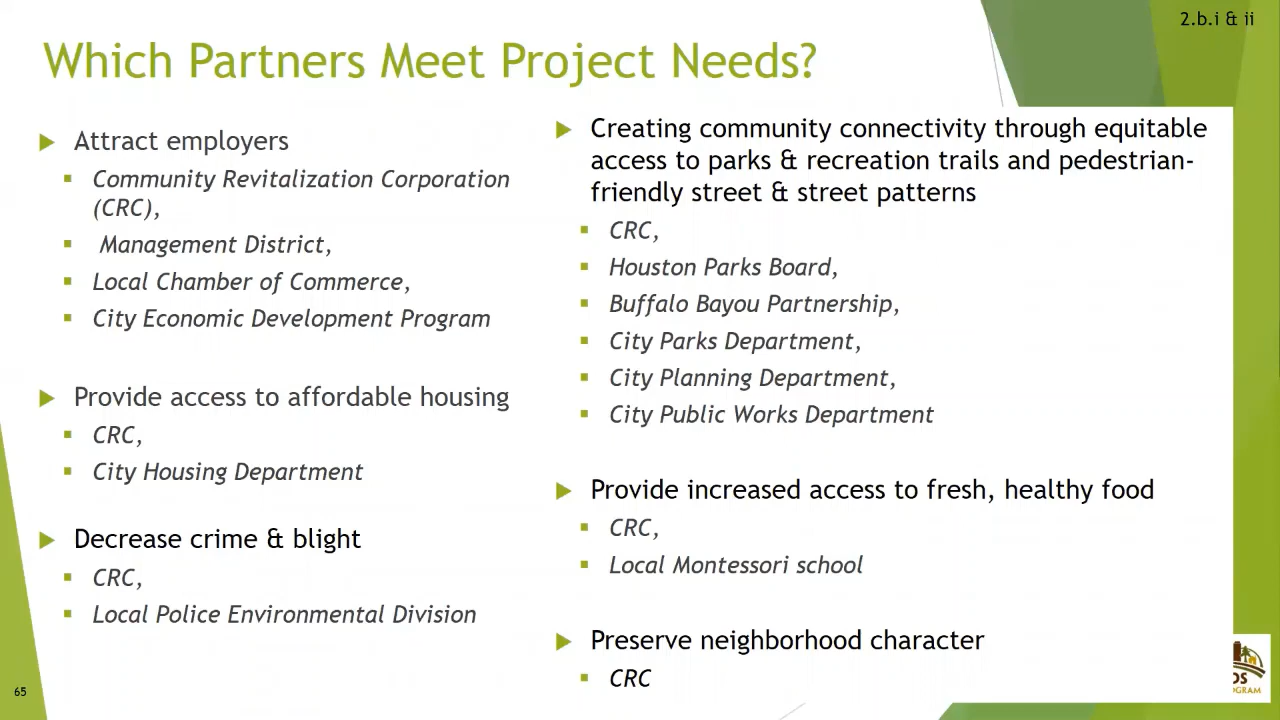 2.b.i & ii
Which Partners Meet Project Needs?
Attract employers
Community Revitalization Corporation
(CRC),
Management District,
Local Chamber of Commerce,
City Economic Development Program
Provide access to affordable housing
CRC,
City Housing Department
Decrease crime & blight
CRC,
Local Police Environmental Division
Creating community connectivity through equitable
access to parks & recreation trails and pedestrian-
friendly street & street patterns
CRC,
Houston Parks Board,
Buffalo Bayou Partnership,
City Parks Department,
City Planning Department,
City Public Works Department
Provide increased access to fresh, healthy food
CRC,
Local Montessori school
Preserve neighborhood character
CRC
65